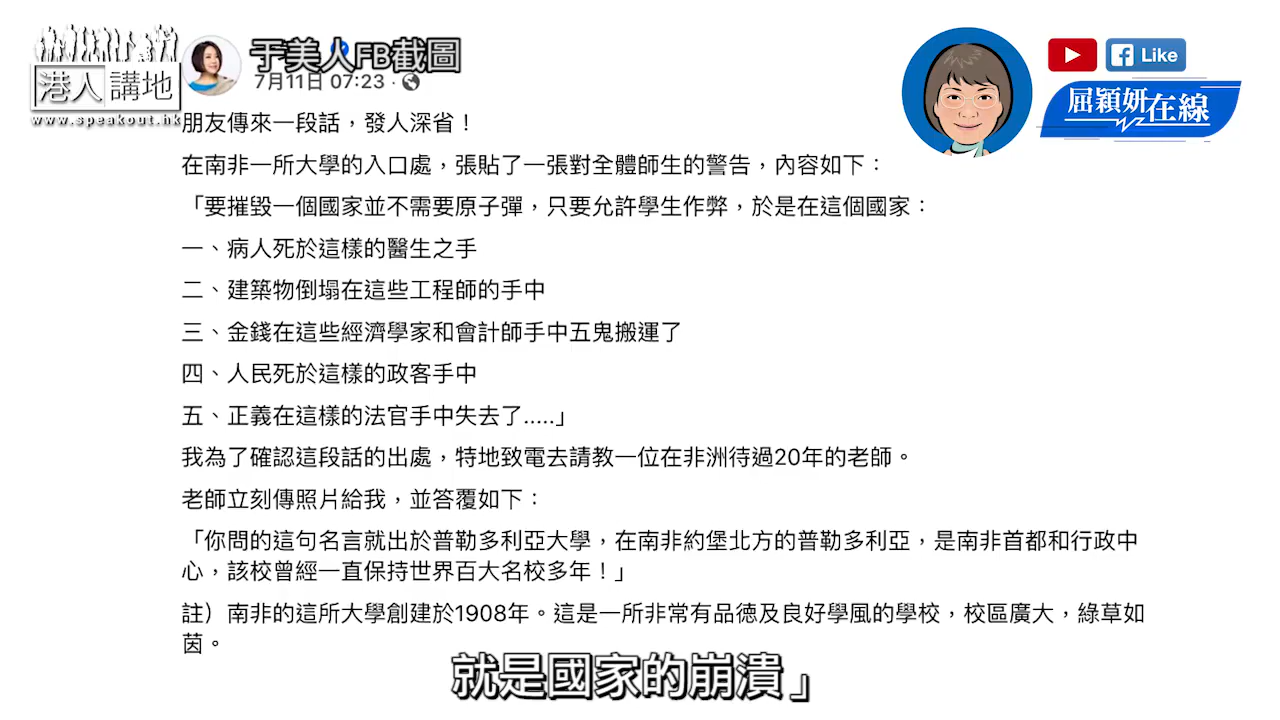 港人講地
www.speakout.hk
于美人FB截圖
7月11日 07:23
Like
屈穎妍在線
朋友傳來一段話，發人深省！
在南非一所大學的入口處，張貼了一張對全體師生的警告，內容如下：
「要摧毀一個國家並不需要原子彈，只要允許學生作弊，於是在這個國家：
一、病人死於這樣的醫生之手
二、建築物倒塌在這些工程師的手中
三、金錢在這些經濟學家和會計師手中五鬼搬運了
四、人民死於這樣的政客手中
五、正義在這樣的法官手中失去了.....」
我為了確認這段話的出處，特地致電去請教一位在非洲待過20年的老師。
老師立刻傳照片給我，並答覆如下：
「你問的這句名言就出於普勒多利亞大學，在南非約堡北方的普勒多利亞，是南非首都和行政中
心，該校曾經一直保持世界百大名校多年！」
註）南非的這所大學創建於1908年。這是一所非常有品德及良好學風的學校，校區廣大，綠草如
茵。
就是國家的崩潰」